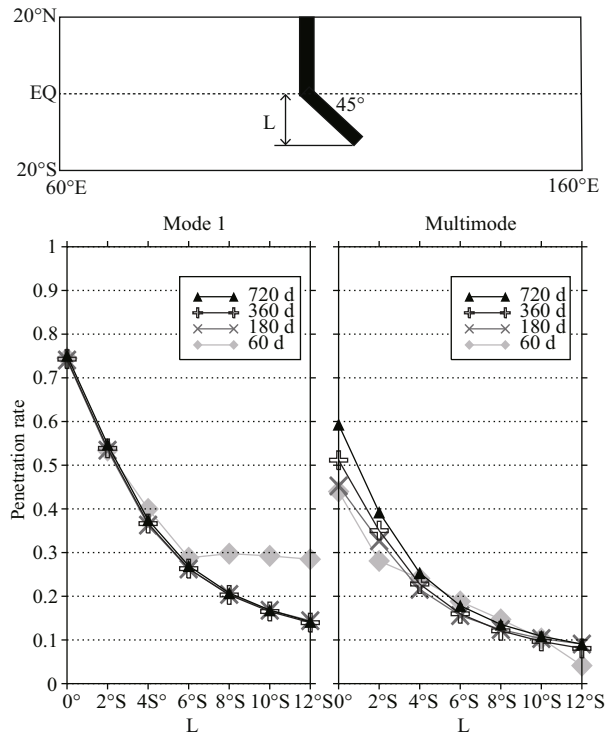 20°N
EQ
L
45°
20°S
60°E
160°E
Mode 1
Multimode
1
0.9
0.8
0.7
0.6
0.5
0.4
0.3
0.2
0.1
0
Penetration rate
720 d
360 d
180 d
60 d
720 d
360 d
180 d
60 d
0° 2°S 4S° 6°S 8°S 10°S 12°S
0° 2°S 4°S 6°S 8°S 10°S 12°S
L
L